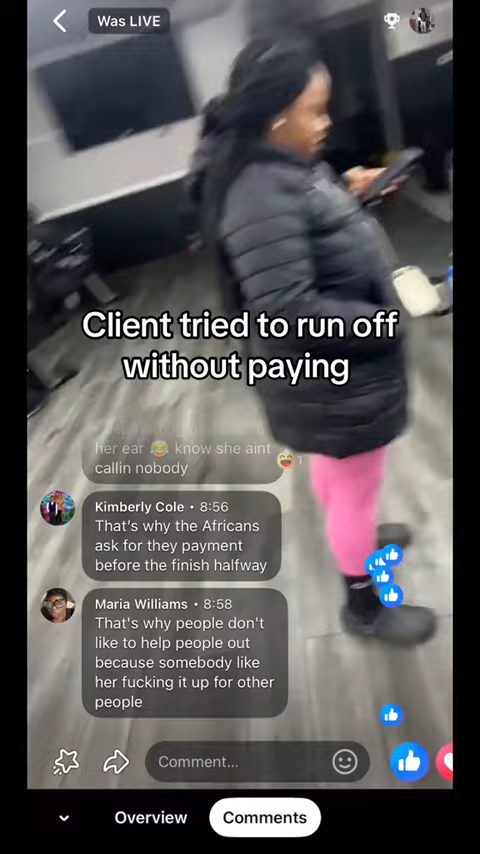 Was LIVE
Client tried to run off
without paying
her ear 😂 know she aint
callin nobody
1
Kimberly Cole • 8:56
That's why the Africans
ask for they payment
before the finish halfway
Maria Williams • 8:58
That's why people don't
like to help people out
because somebody like
her fucking it up for other
people
Comment...
Overview
Comments